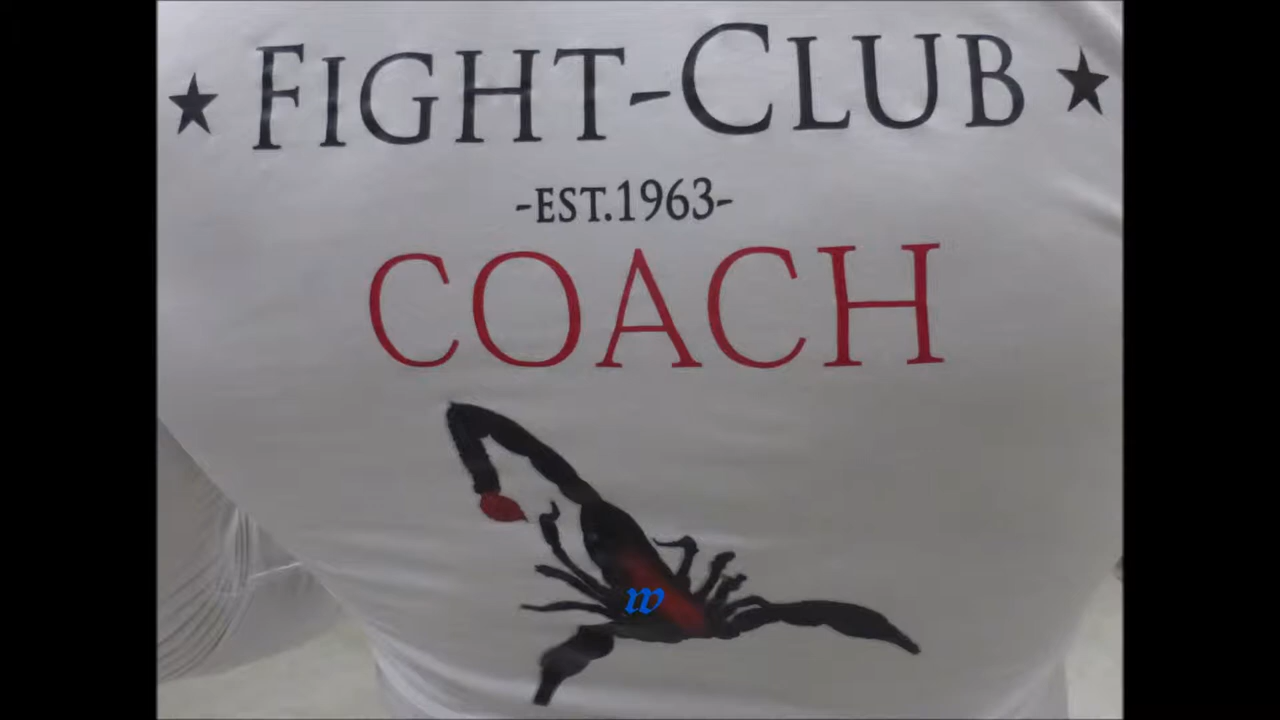 ★ FIGHT-CLUB ★
-EST.1963-
COACH
w